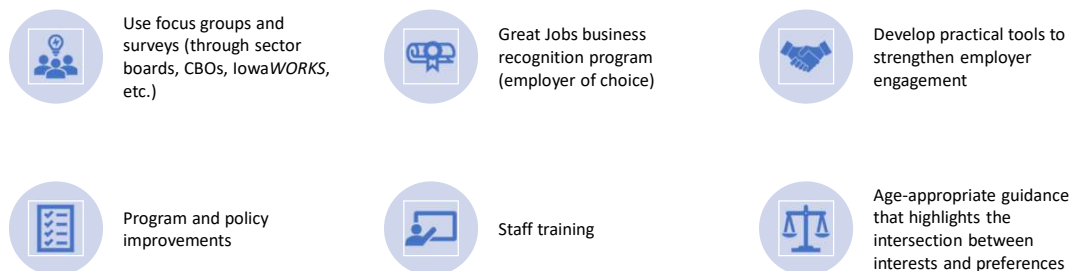 Use focus groups and
surveys (through sector
boards, CBOs, IowaWORKS,
etc.)
Great Jobs business
recognition program
(employer of choice)
Develop practical tools to
strengthen employer
engagement
Program and policy
improvements
Staff training
Age-appropriate guidance
that highlights the
intersection between
interests and preferences